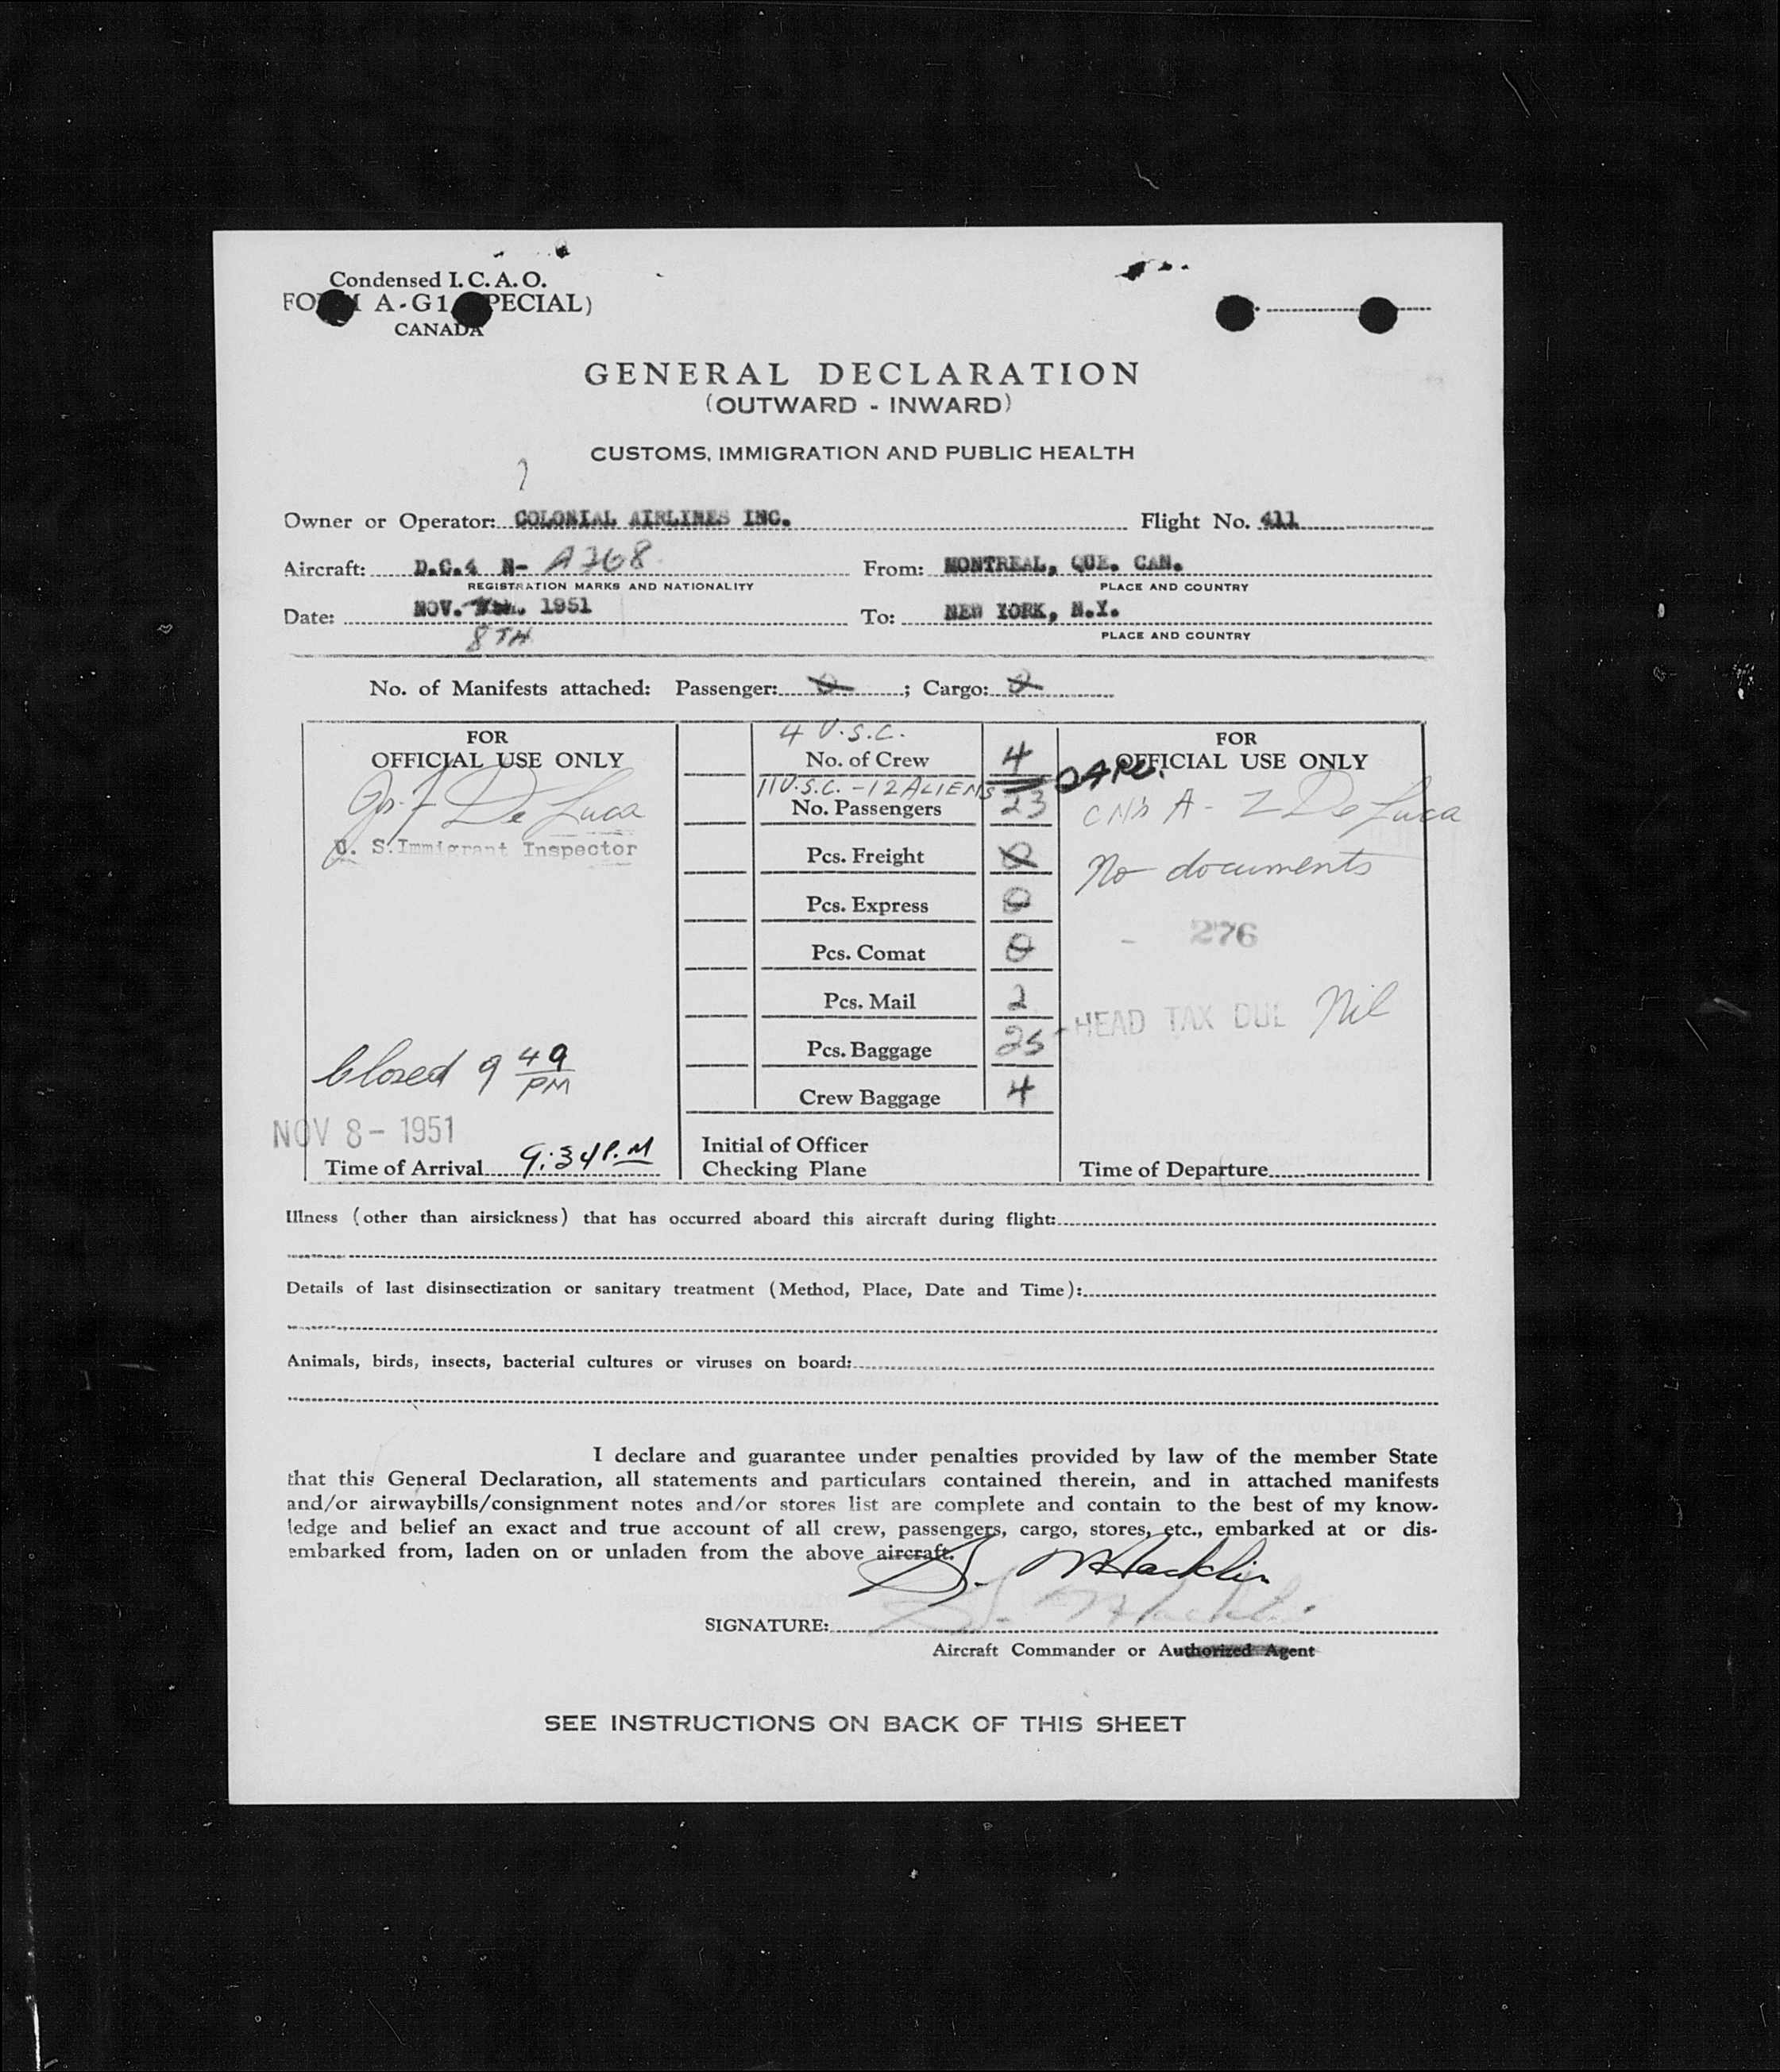 Condensed I. C. A. O.
A-G1 PECIAL)
CANADA
GENERAL DECLARATION
(OUTWARD - INWARD)
CUSTOMS, IMMIGRATION AND PUBLIC HEALTH
Owner or Operator: COLONIAL AIRLINES INC. Flight No. 411
Aircraft: D.C.4 N- A768 From: MONTREAL, QUE. CAN.
REGISTRATION MARKS AND NATIONALITY PLACE AND COUNTRY
Date: NOV. 1951 To: NEW YORK, N.Y.
8TH PLACE AND COUNTRY
No. of Manifests attached: Passenger: 0 ; Cargo: 0
4 U.S.C.
FOR OFFICIAL USE ONLY
De Luca
U. S. Immigrant Inspector
closed 9 49 PM
NOV 8 - 1951
Time of Arrival 9:34 P.M
No. of Crew 4
11 U.S.C. - 12 ALIENS
No. Passengers 23
Pcs. Freight 0
Pcs. Express 0
Pcs. Comat 0
Pcs. Mail 2
Pcs. Baggage 25
Crew Baggage 4
Initial of Officer
Checking Plane
FOR
OFFICIAL USE ONLY
A - Z De Luca
No documents
- 276
HEAD TAX DUE Nil
Time of Departure
Illness (other than airsickness) that has occurred aboard this aircraft during flight:
Details of last disinsectization or sanitary treatment (Method, Place, Date and Time):
Animals, birds, insects, bacterial cultures or viruses on board:
I declare and guarantee under penalties provided by law of the member State
that this General Declaration, all statements and particulars contained therein, and in attached manifests
and/or airwaybills/consignment notes and/or stores list are complete and contain to the best of my know-
ledge and belief an exact and true account of all crew, passengers, cargo, stores, etc., embarked at or dis-
embarked from, laden on or unladen from the above aircraft.
SIGNATURE:
Aircraft Commander or Authorized Agent
SEE INSTRUCTIONS ON BACK OF THIS SHEET